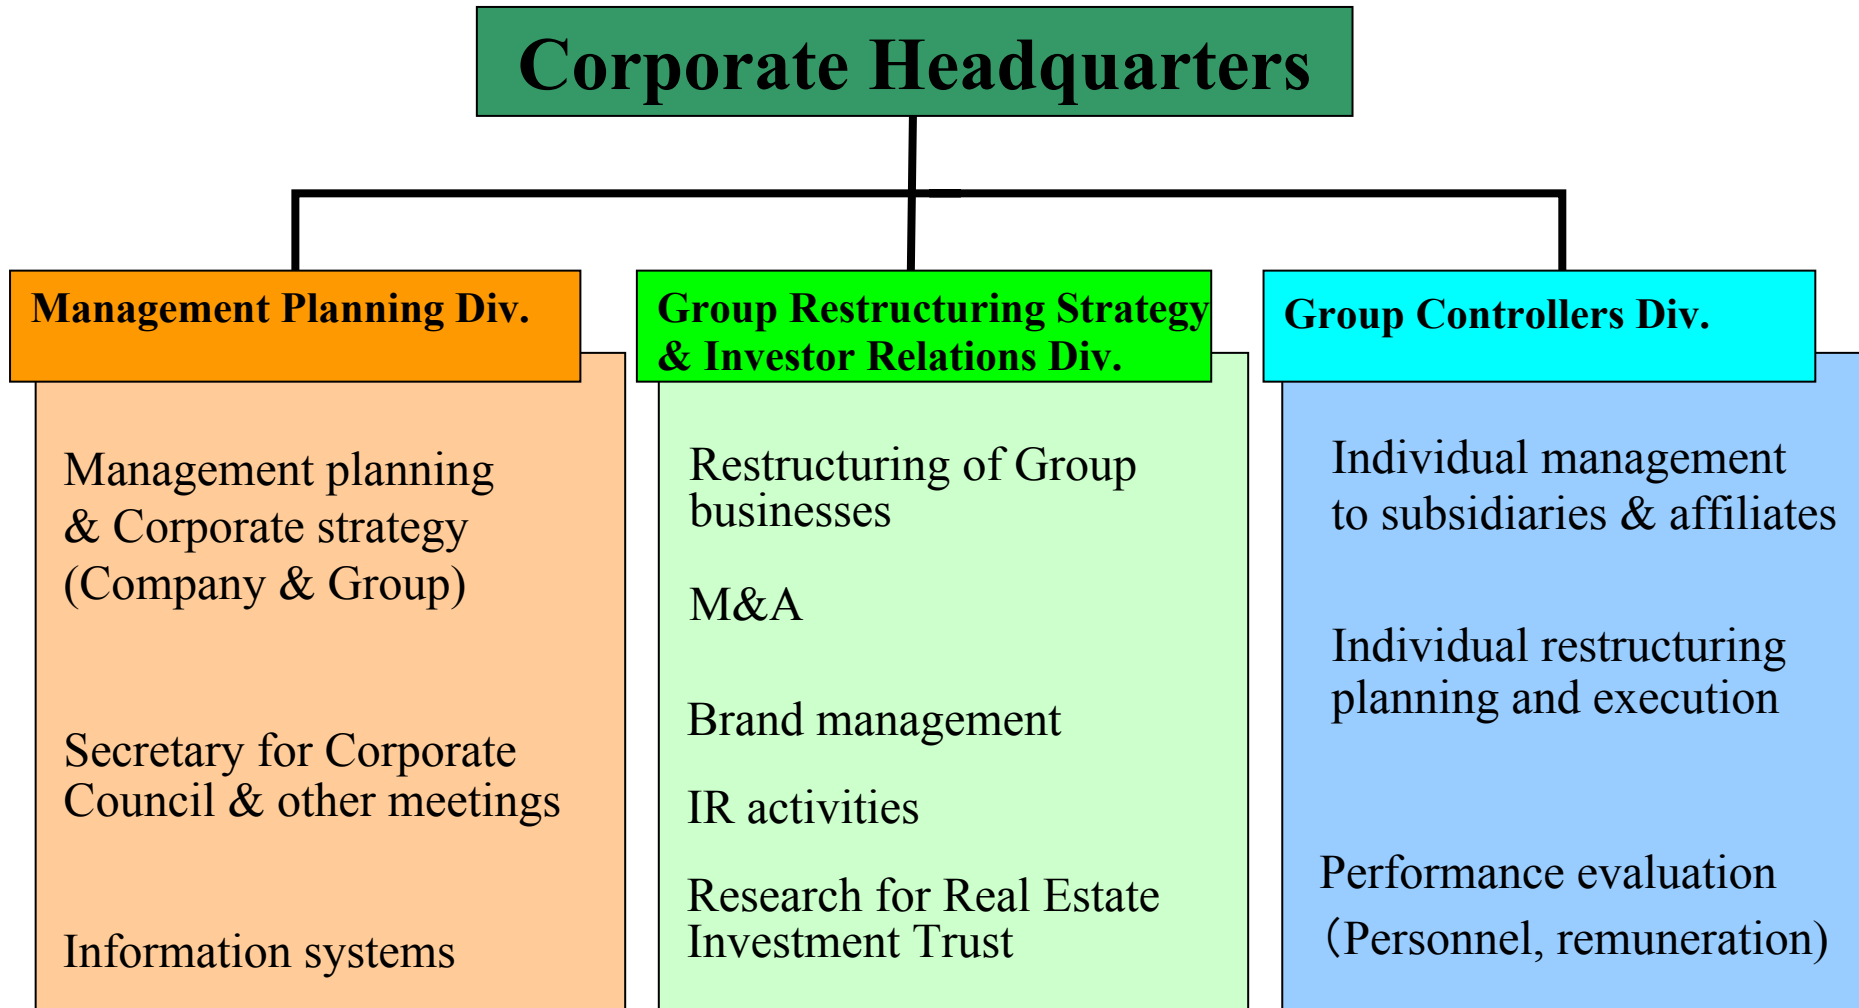 Corporate Headquarters
Management Planning Div.
Management planning
& Corporate strategy
(Company & Group)
Secretary for Corporate
Council & other meetings
Information systems
Group Restructuring Strategy
& Investor Relations Div.
Restructuring of Group
businesses
M&A
Brand management
IR activities
Research for Real Estate
Investment Trust
Group Controllers Div.
Individual management
to subsidiaries & affiliates
Individual restructuring
planning and execution
Performance evaluation
（Personnel, remuneration)